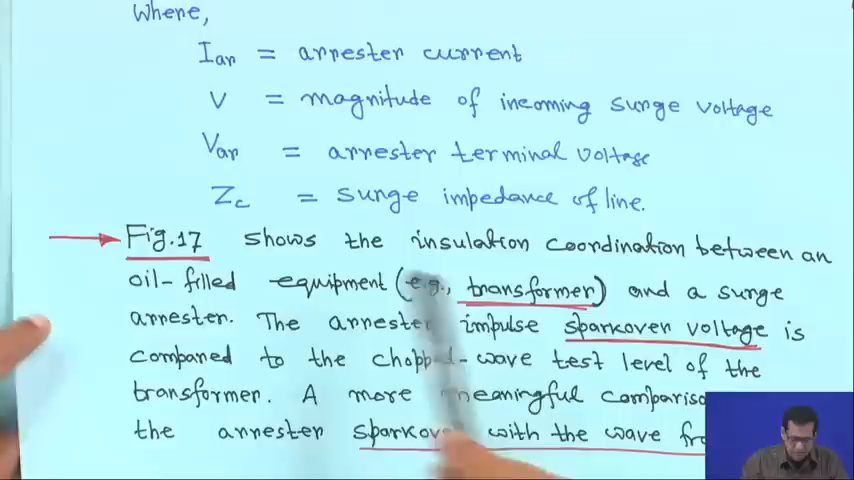 Where,
Iar = arrester current
V = magnitude of incoming surge voltage
Var = arrester terminal voltage
Zc = surge impedance of line.
Fig.17 shows the insulation coordination between an
oil-filled equipment (e.g., transformer) and a surge
arrester. The arrester impulse sparkover voltage is
compared to the chopped-wave test level of the
transformer. A more meaningful
the arrester with the wave